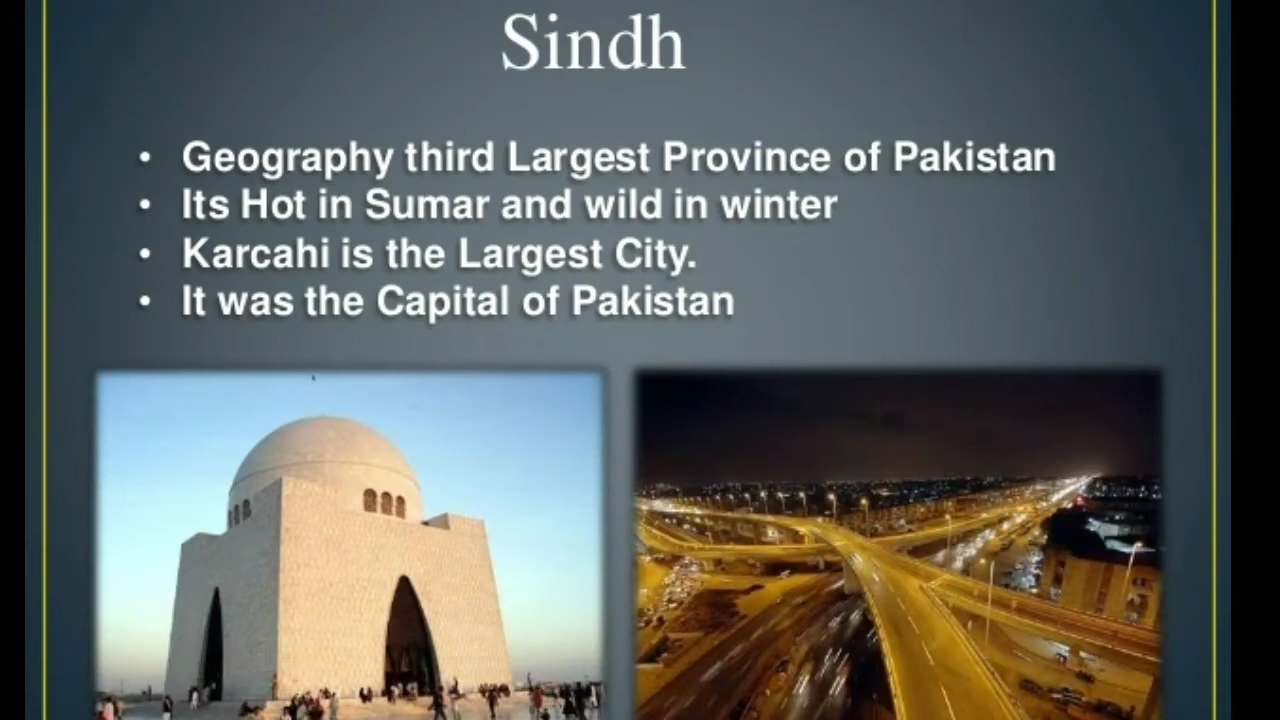 Sindh
• Geography third Largest Province of Pakistan
• Its Hot in Sumar and wild in winter
• Karcahi is the Largest City.
• It was the Capital of Pakistan